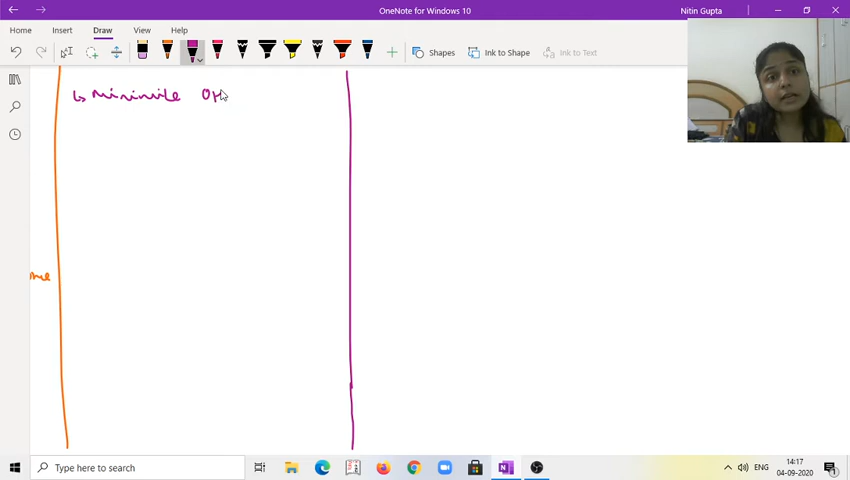 OneNote for Windows 10
Nitin Gupta
Home Insert Draw View Help
Shapes Ink to Shape Ink to Text
↳ minimize OH
me
Type here to search
ENG
14:17
04-09-2020